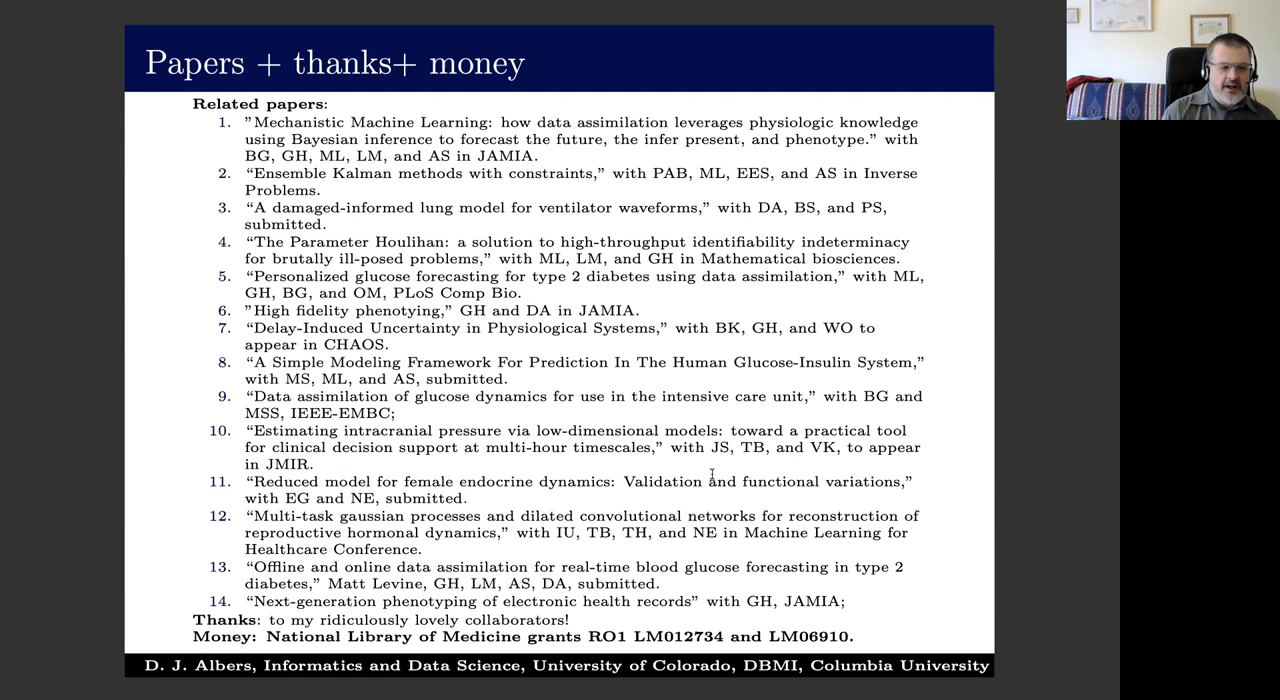 Papers + thanks+ money
Related papers:
1. "Mechanistic Machine Learning: how data assimilation leverages physiologic knowledge
using Bayesian inference to forecast the future, the infer present, and phenotype." with
BG, GH, ML, LM, and AS in JAMIA.
2. “Ensemble Kalman methods with constraints,” with PAB, ML, EES, and AS in Inverse
Problems.
3. “A damaged-informed lung model for ventilator waveforms,” with DA, BS, and PS,
submitted.
4. “The Parameter Houlihan: a solution to high-throughput identifiability indeterminacy
for brutally ill-posed problems,” with ML, LM, and GH in Mathematical biosciences.
5. “Personalized glucose forecasting for type 2 diabetes using data assimilation,” with ML,
GH, BG, and OM, PLoS Comp Bio.
6. ”High fidelity phenotying,” GH and DA in JAMIA.
7. “Delay-Induced Uncertainty in Physiological Systems,” with BK, GH, and WO to
appear in CHAOS.
8. “A Simple Modeling Framework For Prediction In The Human Glucose-Insulin System,”
with MS, ML, and AS, submitted.
9. “Data assimilation of glucose dynamics for use in the intensive care unit,” with BG and
MSS, IEEE-EMBC;
10. “Estimating intracranial pressure via low-dimensional models: toward a practical tool
for clinical decision support at multi-hour timescales,” with JS, TB, and VK, to appear
in JMIR.
11. “Reduced model for female endocrine dynamics: Validation and functional variations,”
with EG and NE, submitted.
12. “Multi-task gaussian processes and dilated convolutional networks for reconstruction of
reproductive hormonal dynamics,” with IU, TB, TH, and NE in Machine Learning for
Healthcare Conference.
13. “Offline and online data assimilation for real-time blood glucose forecasting in type 2
diabetes,” Matt Levine, GH, LM, AS, DA, submitted.
14. “Next-generation phenotyping of electronic health records” with GH, JAMIA;
Thanks: to my ridiculously lovely collaborators!
Money: National Library of Medicine grants RO1 LM012734 and LM06910.
D. J. Albers, Informatics and Data Science, University of Colorado, DBMI, Columbia University